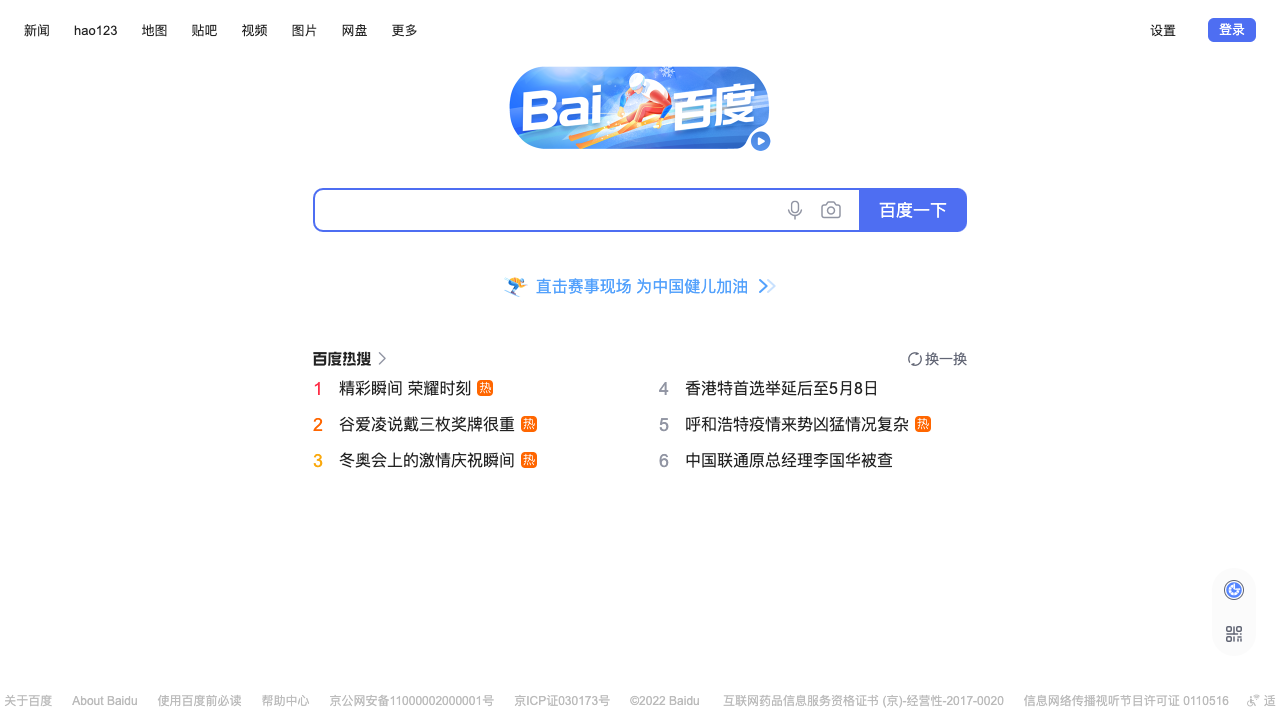 新闻 hao123 地图 贴吧 视频 图片 网盘 更多 设置 登录
Bai 百度
百度一下
直击赛事现场 为中国健儿加油
百度热搜 换一换
1 精彩瞬间 荣耀时刻 热
4 香港特首选举延后至5月8日
2 谷爱凌说戴三枚奖牌很重 热
5 呼和浩特疫情来势凶猛情况复杂 热
3 冬奥会上的激情庆祝瞬间 热
6 中国联通原总经理李国华被查
关于百度 About Baidu 使用百度前必读 帮助中心 京公网安备11000002000001号 京ICP证030173号 ©2022 Baidu 互联网药品信息服务资格证书 (京)-经营性-2017-0020 信息网络传播视听节目许可证 0110516 适